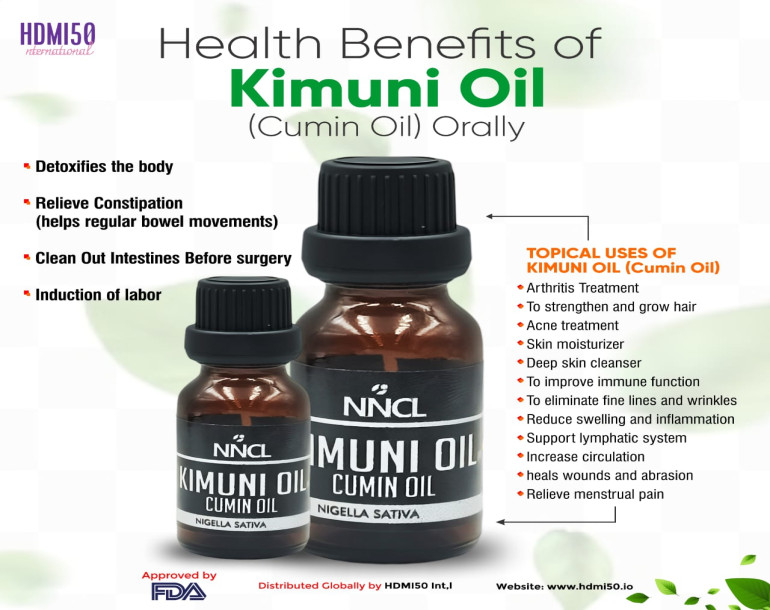 HDMI50
nternational
Health Benefits of
Kimuni Oil
(Cumin Oil) Orally
Detoxifies the body
Relieve Constipation
(helps regular bowel movements)
Clean Out Intestines Before surgery
Induction of labor
TOPICAL USES OF
KIMUNI OIL (Cumin Oil)
Arthritis Treatment
To strengthen and grow hair
Acne treatment
Skin moisturizer
Deep skin cleanser
To improve immune function
To eliminate fine lines and wrinkles
Reduce swelling and inflammation
Support lymphatic system
Increase circulation
heals wounds and abrasion
Relieve menstrual pain
NNCL
KIMUNI OIL
CUMIN OIL
NIGELLA SATIVA
NNCL
IMUNI OIL
CUMIN OIL
NIGELLA SATIVA
Approved by
FDA
Distributed Globally by HDMI50 Int,l
Website: www.hdmi50.io